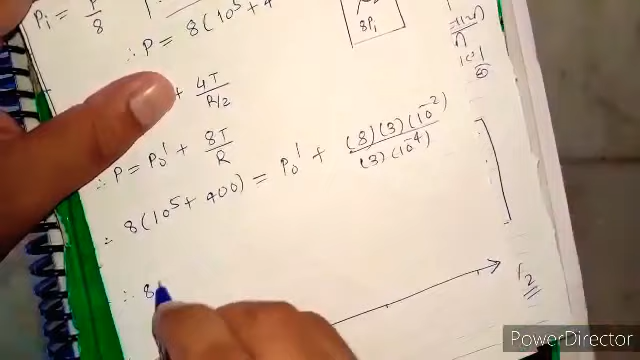 Pᵢ = P/8
∴ P = 8(10⁵ + 4
8P₁
+ 4T/(R/2)
∴ P = P₀' + 8T/R
∴ 8(10⁵ + 400) = P₀' + (8)(3)(10⁻²)/(3)(10⁻⁴)
∴ 8
r₂
PowerDirector